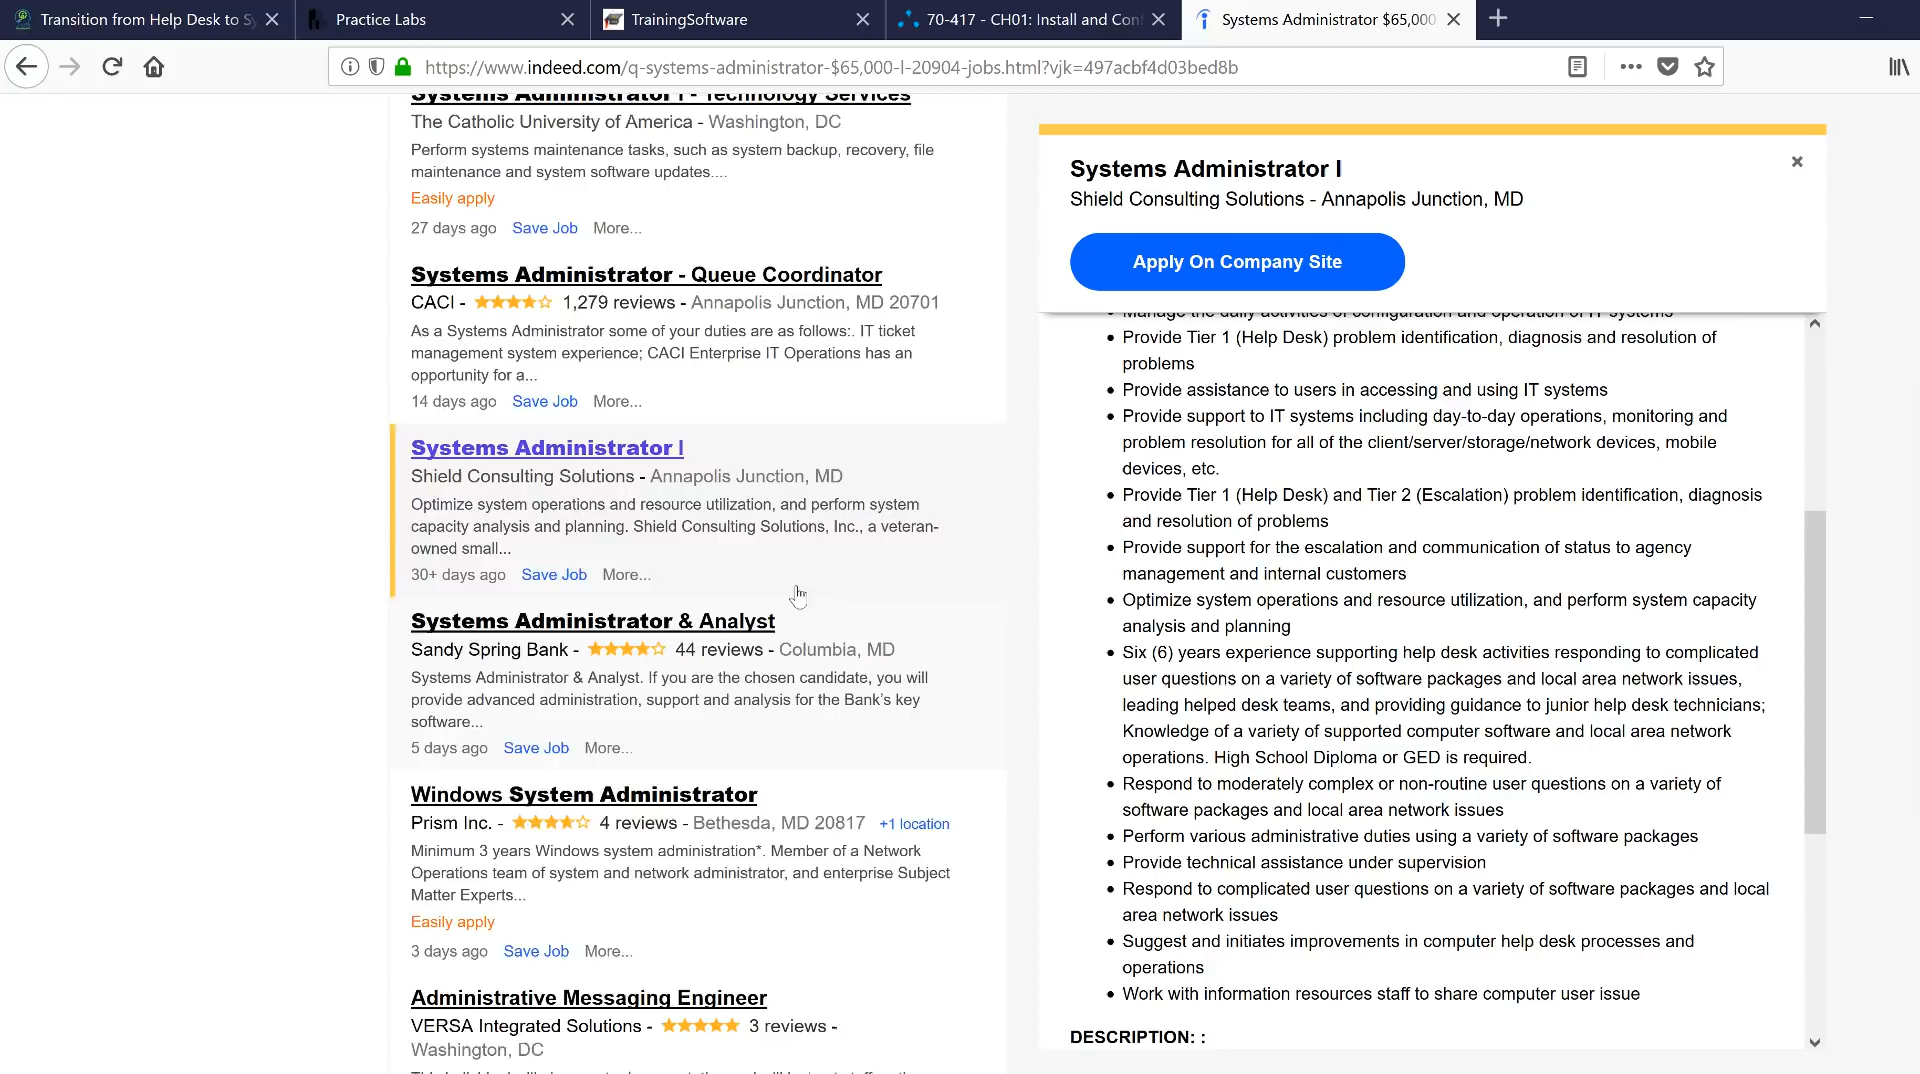 Transition from Help Desk to Sy
Practice Labs
TrainingSoftware
70-417 - CH01: Install and Con
Systems Administrator $65,000
https://www.indeed.com/q-systems-administrator-$65,000-l-20904-jobs.html?vjk=497acbf4d03bed8b
Systems Administrator I - Technology Services
The Catholic University of America - Washington, DC
Perform systems maintenance tasks, such as system backup, recovery, file
maintenance and system software updates....
Easily apply
27 days ago Save Job More...
Systems Administrator - Queue Coordinator
CACI - 1,279 reviews - Annapolis Junction, MD 20701
As a Systems Administrator some of your duties are as follows:. IT ticket
management system experience; CACI Enterprise IT Operations has an
opportunity for a...
14 days ago Save Job More...
Systems Administrator I
Shield Consulting Solutions - Annapolis Junction, MD
Optimize system operations and resource utilization, and perform system
capacity analysis and planning. Shield Consulting Solutions, Inc., a veteran-
owned small...
30+ days ago Save Job More...
Systems Administrator & Analyst
Sandy Spring Bank - 44 reviews - Columbia, MD
Systems Administrator & Analyst. If you are the chosen candidate, you will
provide advanced administration, support and analysis for the Bank's key
software...
5 days ago Save Job More...
Windows System Administrator
Prism Inc. - 4 reviews - Bethesda, MD 20817 +1 location
Minimum 3 years Windows system administration*. Member of a Network
Operations team of system and network administrator, and enterprise Subject
Matter Experts...
Easily apply
3 days ago Save Job More...
Administrative Messaging Engineer
VERSA Integrated Solutions - 3 reviews -
Washington, DC
Systems Administrator I
Shield Consulting Solutions - Annapolis Junction, MD
Apply On Company Site
Manage the daily activities of configuration and operation of IT systems
Provide Tier 1 (Help Desk) problem identification, diagnosis and resolution of
problems
Provide assistance to users in accessing and using IT systems
Provide support to IT systems including day-to-day operations, monitoring and
problem resolution for all of the client/server/storage/network devices, mobile
devices, etc.
Provide Tier 1 (Help Desk) and Tier 2 (Escalation) problem identification, diagnosis
and resolution of problems
Provide support for the escalation and communication of status to agency
management and internal customers
Optimize system operations and resource utilization, and perform system capacity
analysis and planning
Six (6) years experience supporting help desk activities responding to complicated
user questions on a variety of software packages and local area network issues,
leading helped desk teams, and providing guidance to junior help desk technicians;
Knowledge of a variety of supported computer software and local area network
operations. High School Diploma or GED is required.
Respond to moderately complex or non-routine user questions on a variety of
software packages and local area network issues
Perform various administrative duties using a variety of software packages
Provide technical assistance under supervision
Respond to complicated user questions on a variety of software packages and local
area network issues
Suggest and initiates improvements in computer help desk processes and
operations
Work with information resources staff to share computer user issue
DESCRIPTION: :